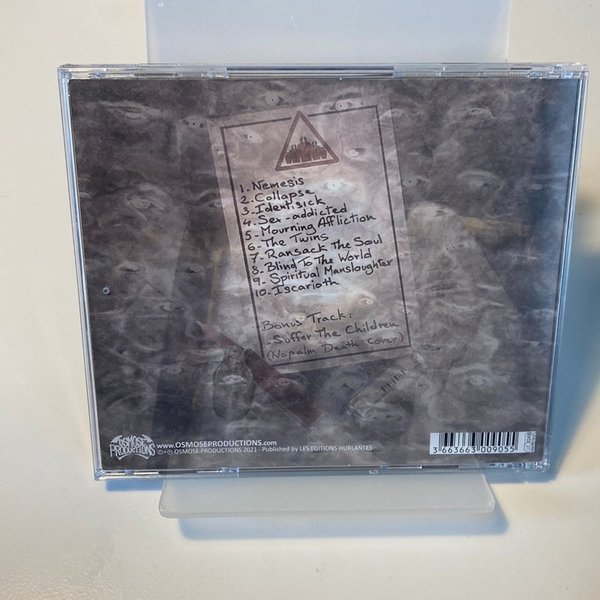 1. Nemesis
2. Collapse
3. Identisick
4. Sex-addicted
5. Mourning Affliction
6. The Twins
7. Ransack The Soul
8. Blind To The World
9. Spiritual Manslaughter
10. Iscarioth
-Bonus Track:
-Suffer The Children
(Napalm Death cover)
OSMOSE
PRODUCTIONS
www.OSMOSEPRODUCTIONS.com
©+℗ OSMOSE PRODUCTIONS 2021 - Published by LES EDITIONS HURLANTES
3 663663 009055